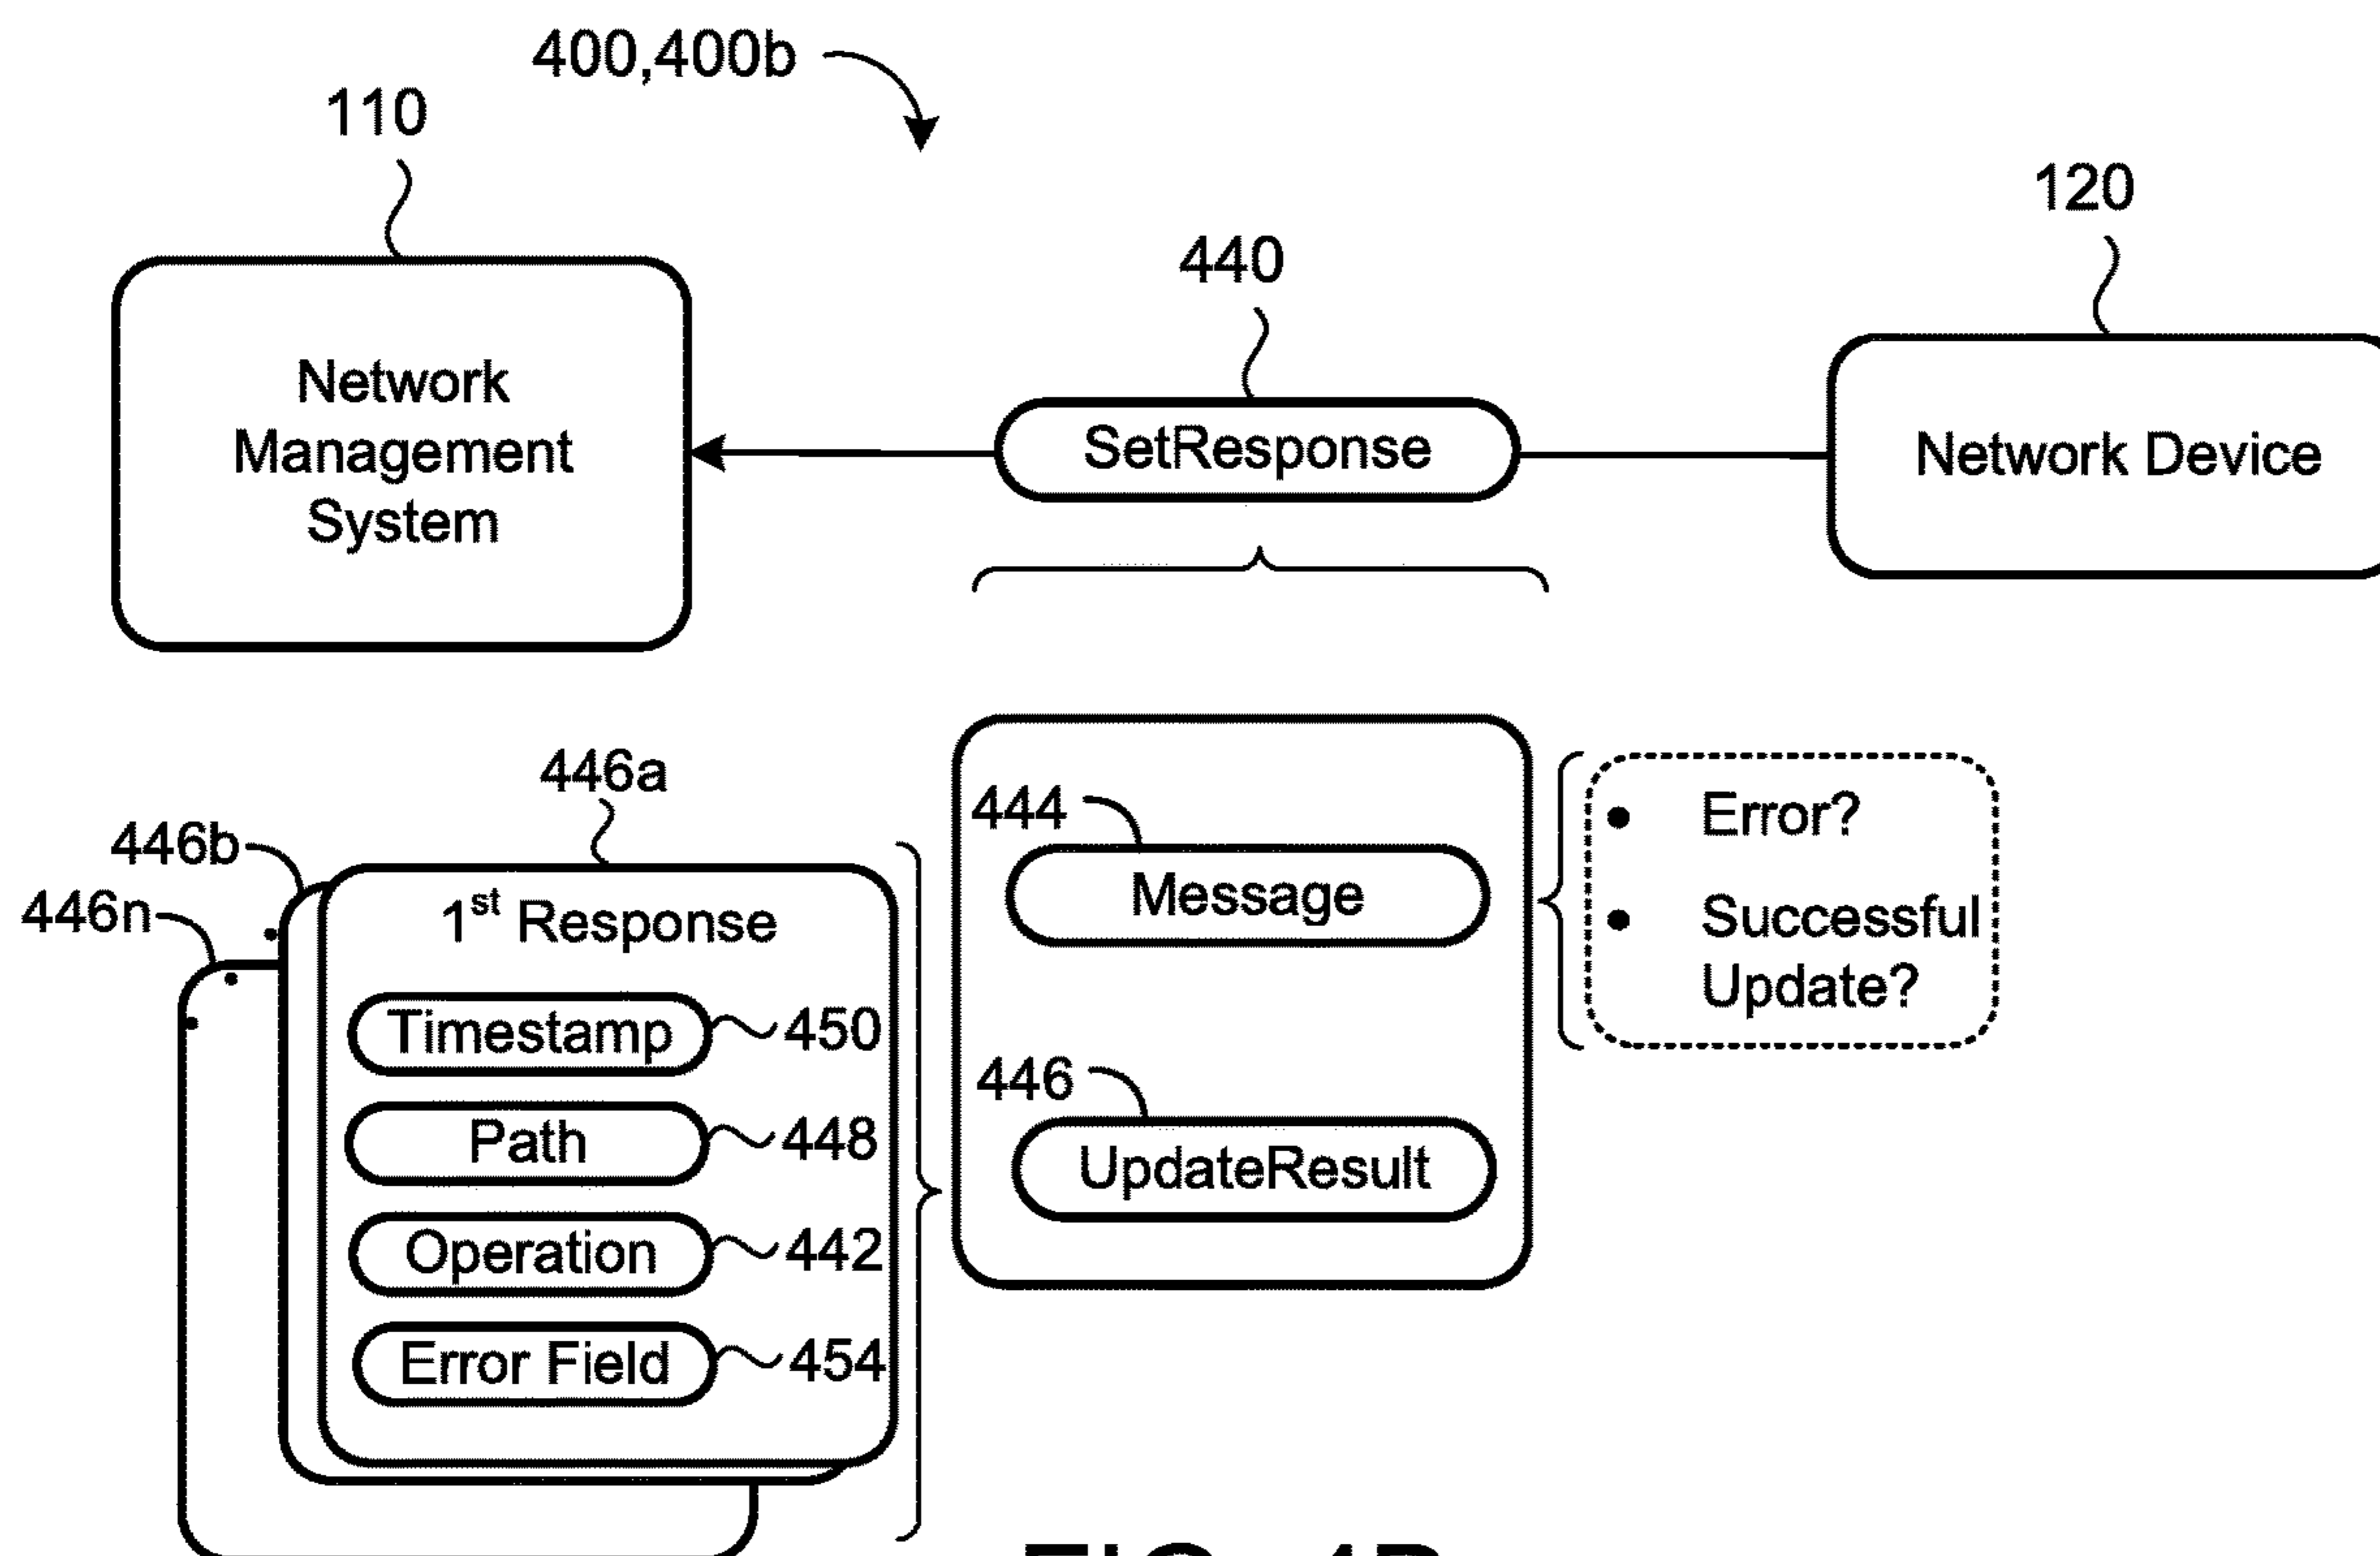 400,400b
110
120
440
Network
Management
System
SetResponse
Network Device
446a
446b
446n
1st Response
Timestamp
450
Path
448
Operation
442
Error Field
454
444
Message
446
UpdateResult
• Error?
• Successful
Update?